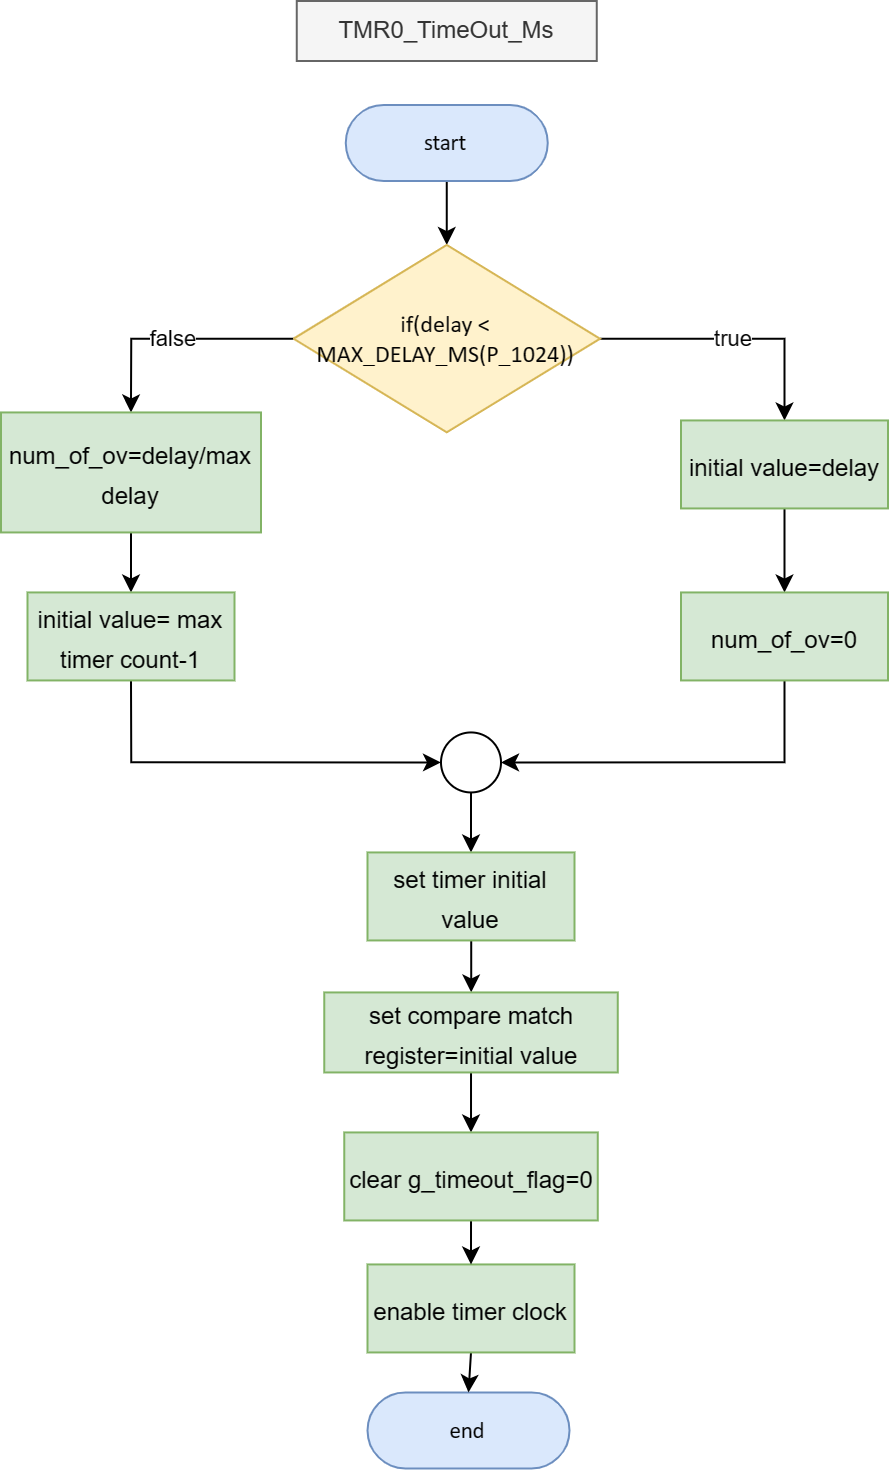 TMR0_TimeOut_Ms
start
if(delay <
MAX_DELAY_MS(P_1024))
false
true
num_of_ov=delay/max
delay
initial value=delay
initial value= max
timer count-1
num_of_ov=0
set timer initial
value
set compare match
register=initial value
clear g_timeout_flag=0
enable timer clock
end